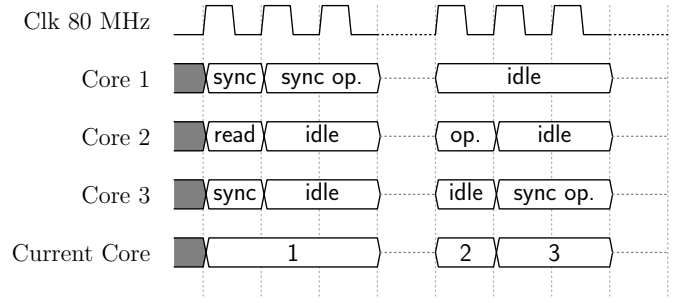 Clk 80 MHz
Core 1 sync sync op. idle
Core 2 read idle op. idle
Core 3 sync idle idle sync op.
Current Core 1 2 3